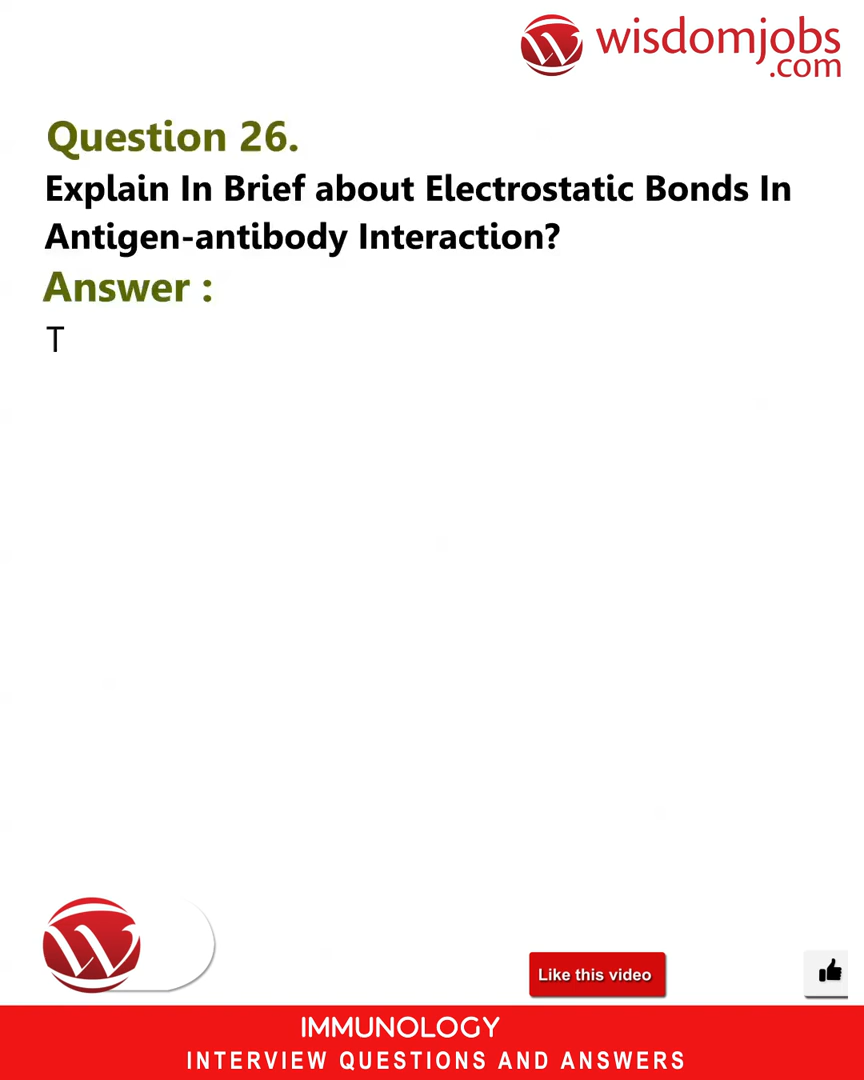 wisdomjobs
.com
Question 26.
Explain In Brief about Electrostatic Bonds In
Antigen-antibody Interaction?
Answer :
T
W
Like this video
IMMUNOLOGY
INTERVIEW QUESTIONS AND ANSWERS